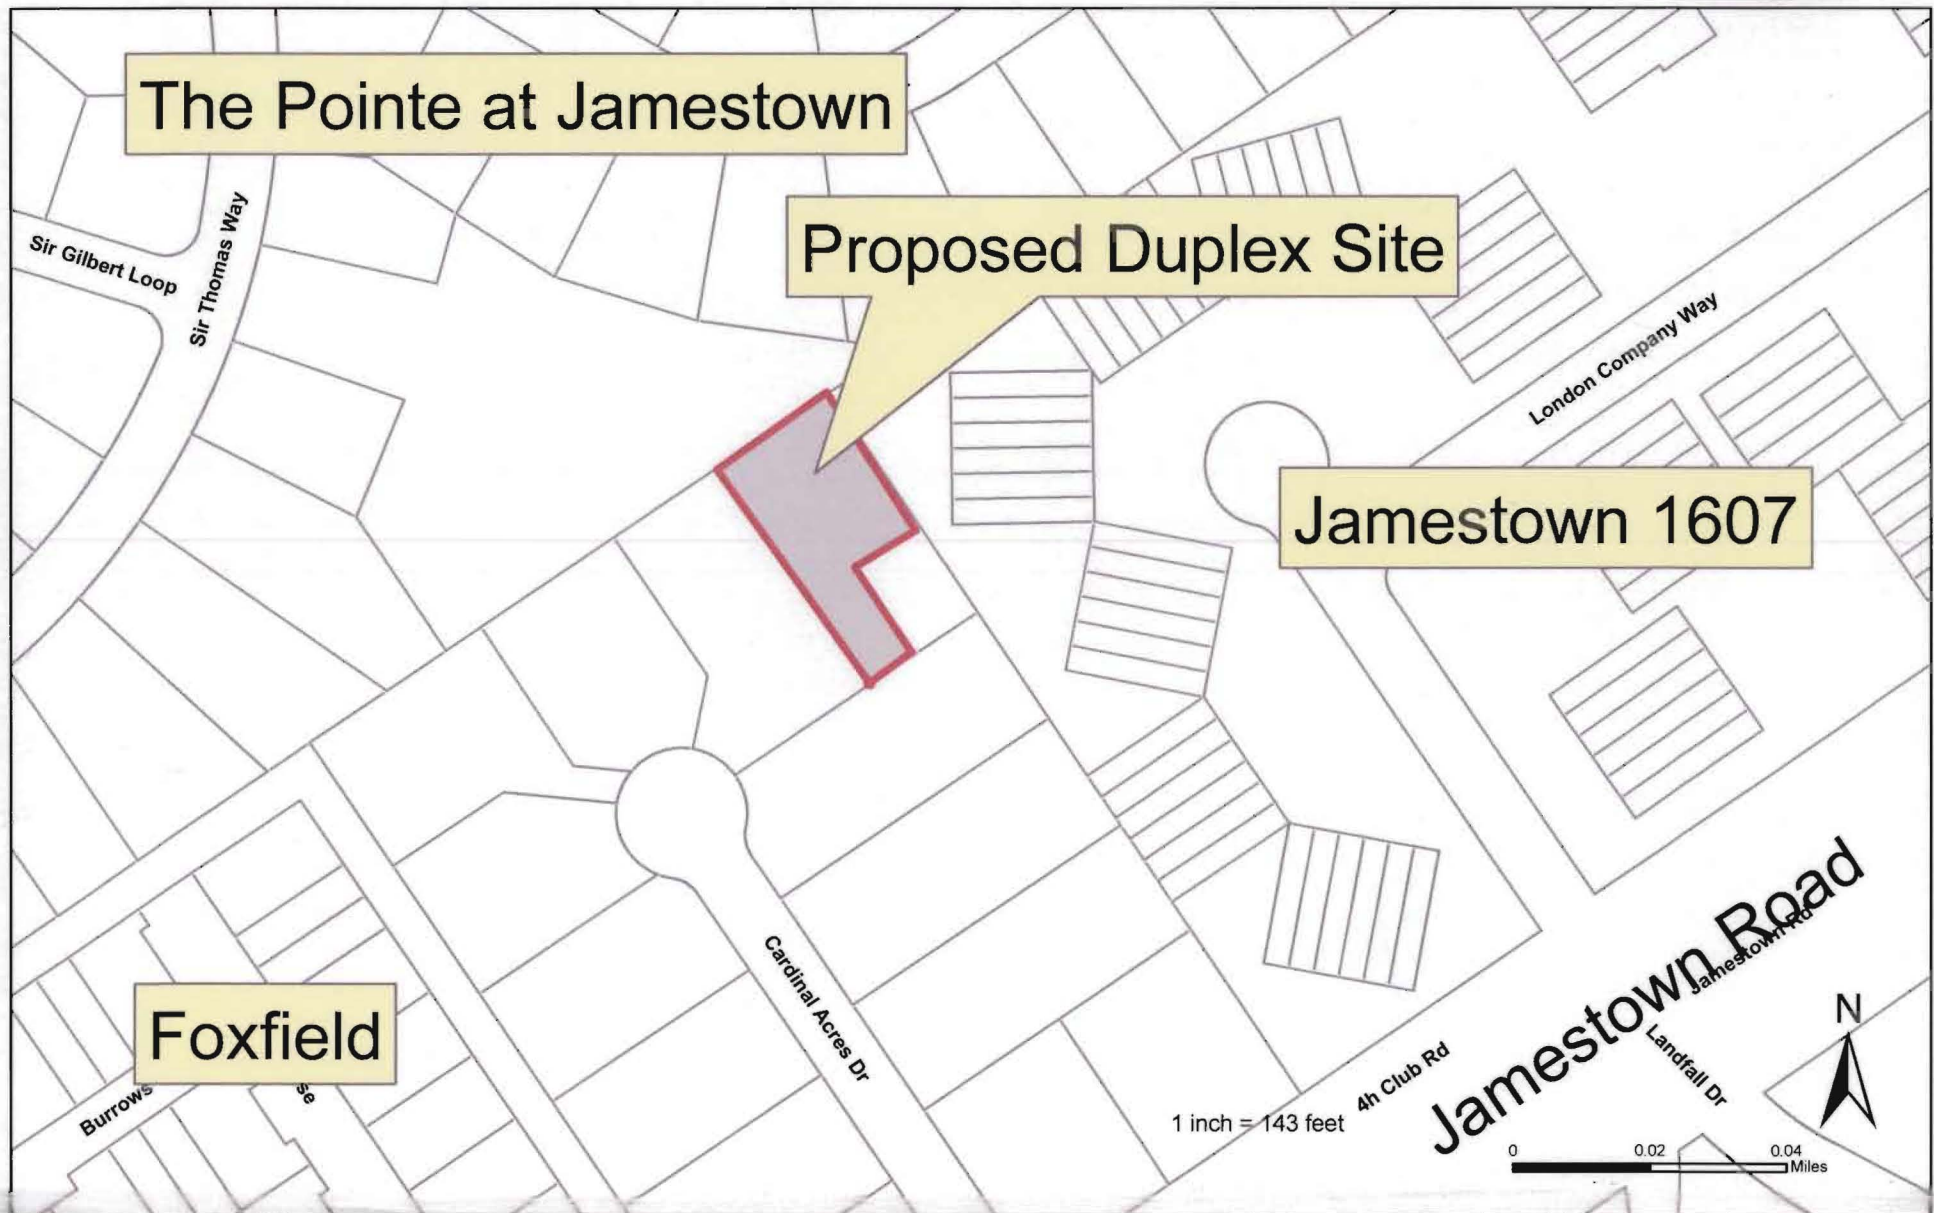 The Pointe at Jamestown
Proposed Duplex Site
Sir Gilbert Loop
Sir Thomas Way
London Company Way
Jamestown 1607
Jamestown Road
Jamestown Rd
Cardinal Acres Dr
Foxfield
Burrows
se
4h Club Rd
Landfall Dr
N
1 inch = 143 feet
0 0.02 0.04
Miles